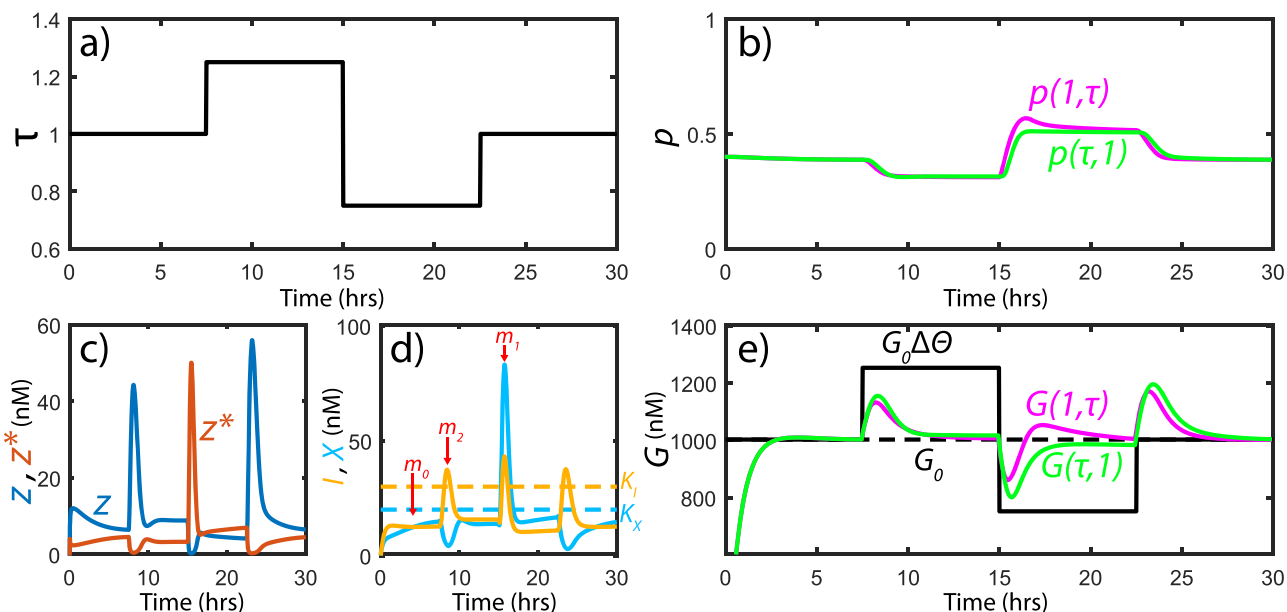 a)
1.4
1.2
1
0.8
0.6
τ
0 5 10 15 20 25 30
Time (hrs)
b)
1
0.5
0
p
p(1,τ)
p(τ,1)
0 5 10 15 20 25 30
Time (hrs)
c)
60
40
20
0
z, z* (nM)
z
z*
0 10 20 30
Time (hrs)
d)
100
50
0
I, X (nM)
m0
m2
m1
KI
KX
0 10 20 30
Time (hrs)
e)
1400
1200
1000
800
G (nM)
G0ΔΘ
G(1,τ)
G0
G(τ,1)
0 5 10 15 20 25 30
Time (hrs)